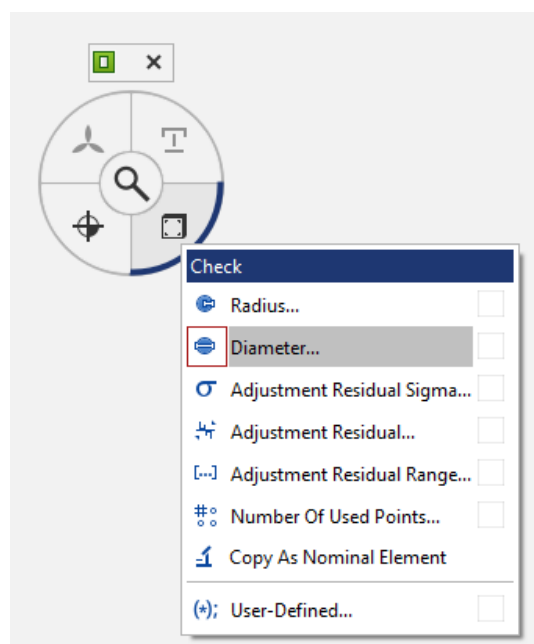 Check
Radius...
Diameter...
Adjustment Residual Sigma...
Adjustment Residual...
Adjustment Residual Range...
Number Of Used Points...
Copy As Nominal Element
(*); User-Defined...